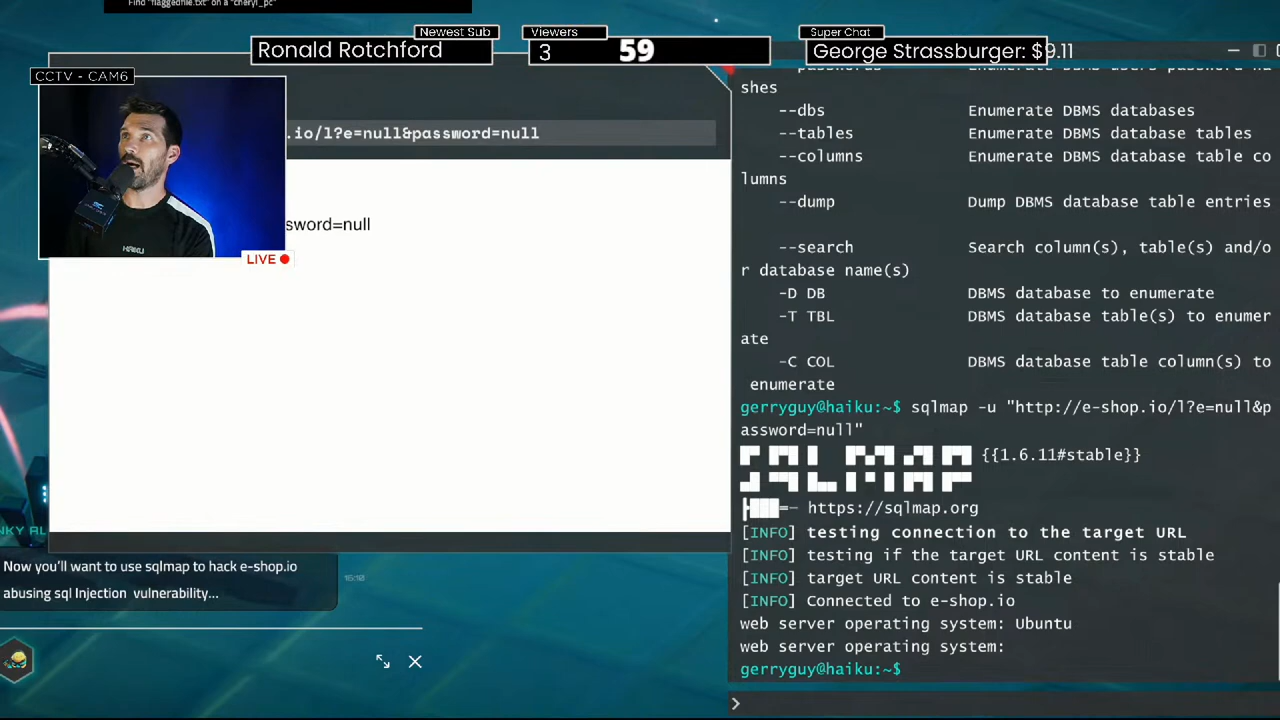 Find "flaggedfile.txt" on a "cheryl_pc"
Newest Sub
Ronald Rotchford
Viewers
3
59
Super Chat
George Strassburger: $9.11
CCTV - CAM6
HAIKU
LIVE
.io/l?e=null&password=null
sword=null
NKY AL
Now you'll want to use sqlmap to hack e-shop.io
abusing sql Injection vulnerability...
16:10
shes
--dbs Enumerate DBMS databases
--tables Enumerate DBMS database tables
--columns Enumerate DBMS database table co
lumns
--dump Dump DBMS database table entries
--search Search column(s), table(s) and/o
r database name(s)
-D DB DBMS database to enumerate
-T TBL DBMS database table(s) to enumer
ate
-C COL DBMS database table column(s) to
enumerate
gerryguy@haiku:~$ sqlmap -u "http://e-shop.io/l?e=null&p
assword=null"
{{1.6.11#stable}}
https://sqlmap.org
[INFO] testing connection to the target URL
[INFO] testing if the target URL content is stable
[INFO] target URL content is stable
[INFO] Connected to e-shop.io
web server operating system: Ubuntu
web server operating system:
gerryguy@haiku:~$
>